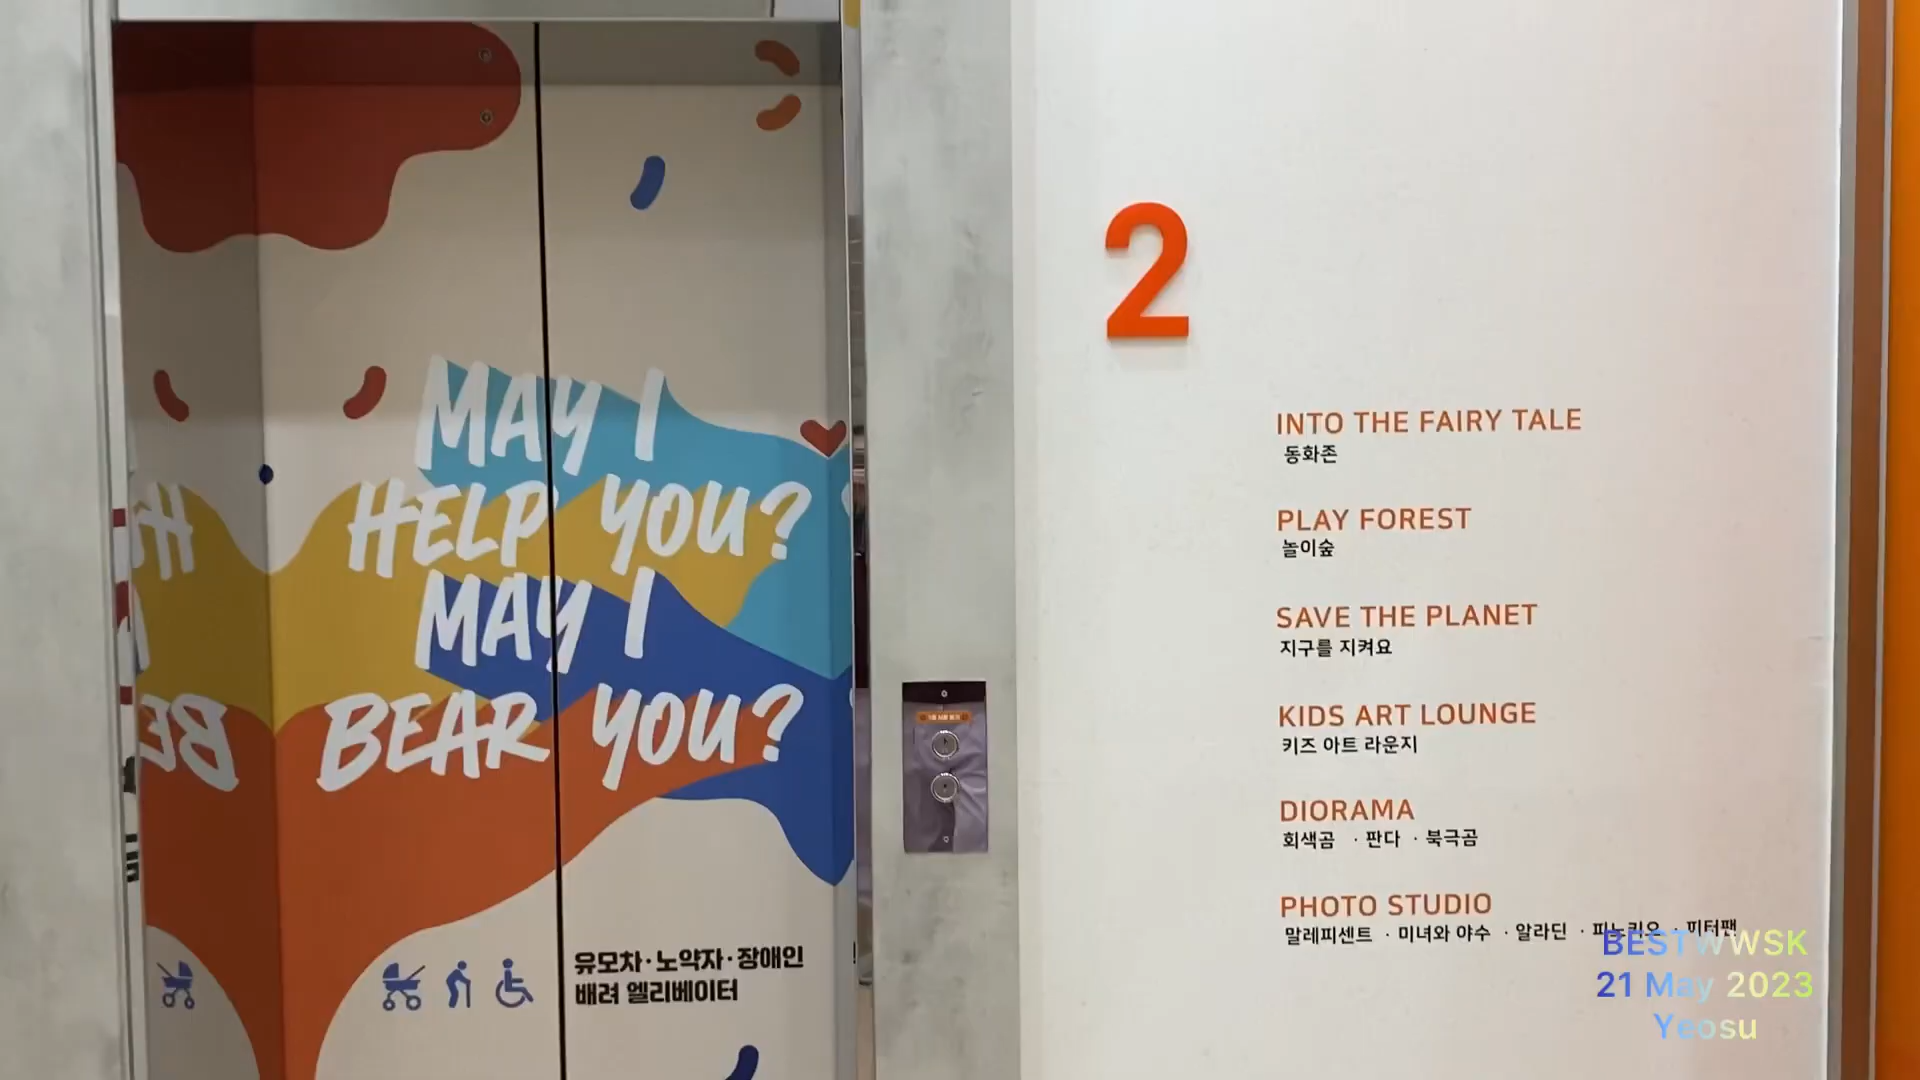 MAY I
HELP YOU?
MAY I
BEAR YOU?
유모차·노약자·장애인
배려 엘리베이터
2
INTO THE FAIRY TALE
동화존
PLAY FOREST
놀이숲
SAVE THE PLANET
지구를 지켜요
KIDS ART LOUNGE
키즈 아트 라운지
DIORAMA
회색곰 · 판다 · 북극곰
PHOTO STUDIO
말레피센트 · 미녀와 야수 · 알라딘 · 피노키오 · 피터팬
BESTWWSK
21 May 2023
Yeosu